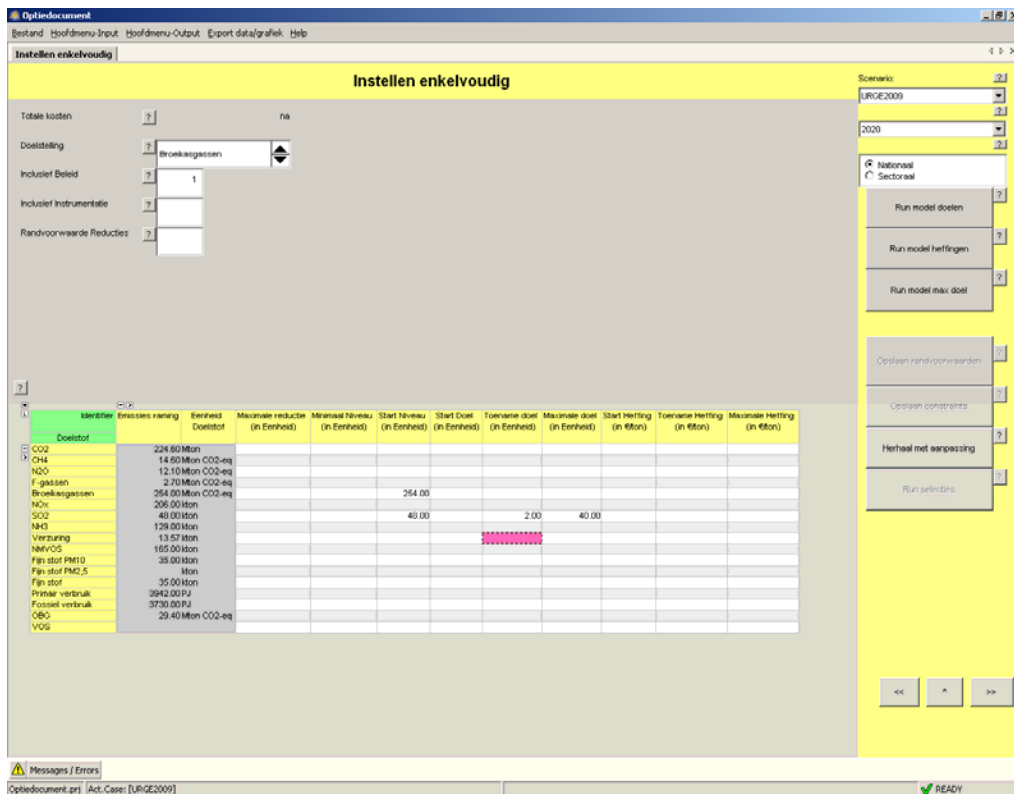 Optiedocument
Bestand Hoofdmenu-Input Hoofdmenu-Output Export data/grafiek Help
Instellen enkelvoudig
Instellen enkelvoudig
Scenario: ?
URGE2009
?
2020
?
Nationaal
Sectoraal
Totale kosten ? na
Doelstelling ? Broeikasgassen
Inclusief Beleid ? 1
Inclusief Instrumentatie ?
Randvoorwaarde Reducties ?
Run model doelen ?
Run model heffingen ?
Run model max doel ?
Opslaan randvoorwaarden ?
Opslaan constraints ?
Herhaal met aanpassing ?
Run selecties ?
?
Identifier Emissies raming Eenheid Maximale reductie Minimaal Niveau Start Niveau Start Doel Toename doel Maximale doel Start Heffing Toename Heffing Maximale Heffing
Doelstof (in Eenheid) (in Eenheid) (in Eenheid) (in Eenheid) (in Eenheid) (in Eenheid) (in €/ton) (in €/ton) (in €/ton)
Doelstof
CO2 224.60 Mton
CH4 14.60 Mton CO2-eq
N2O 12.10 Mton CO2-eq
F-gassen 2.70 Mton CO2-eq
Broeikasgassen 254.00 Mton CO2-eq 254.00
NOx 206.00 kton
SO2 48.00 kton 48.00 2.00 40.00
NH3 129.00 kton
Verzuring 13.57 kton
NMVOS 165.00 kton
Fijn stof PM10 35.00 kton
Fijn stof PM2,5 kton
Fijn stof 35.00 kton
Primair verbruik 3942.00 PJ
Fossiel verbruik 3730.00 PJ
OBG 29.40 Mton CO2-eq
VOS
<< ^ >>
Messages / Errors
Optiedocument.prj Act.Case: [URGE2009] READY